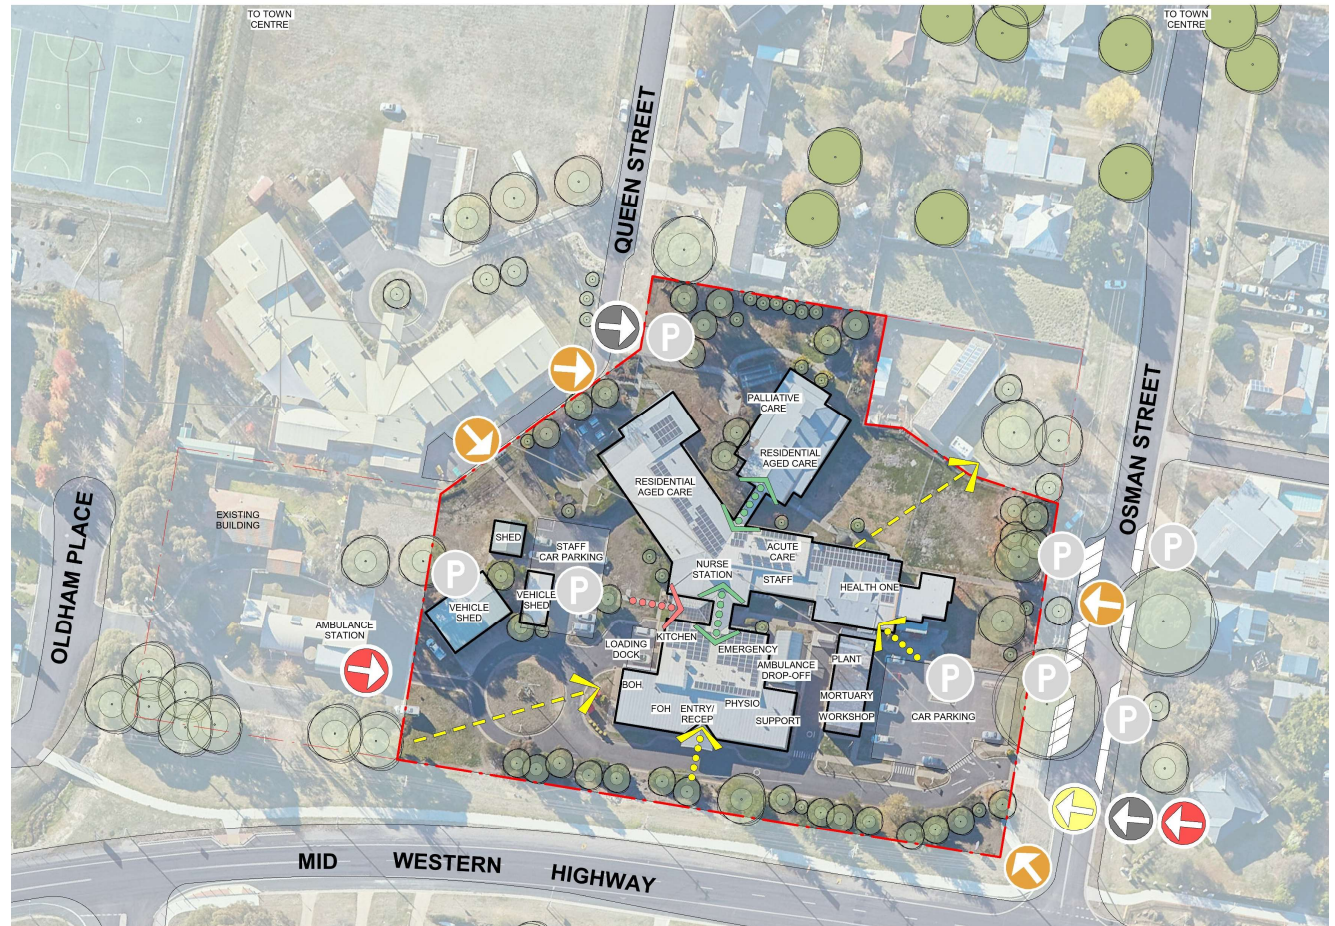 TO TOWN
CENTRE
TO TOWN
CENTRE
QUEEN STREET
P
PALLIATIVE
CARE
RESIDENTIAL
AGED CARE
RESIDENTIAL
AGED CARE
OSMAN STREET
EXISTING
BUILDING
OLDHAM PLACE
SHED
STAFF
CAR PARKING
ACUTE
CARE
NURSE
STATION
STAFF
HEALTH ONE
P
P
P
P
VEHICLE
SHED
VEHICLE
SHED
AMBULANCE
STATION
LOADING
DOCK
KITCHEN
EMERGENCY
AMBULANCE
DROP-OFF
PLANT
P
P
BOH
FOH
ENTRY/
RECEP
PHYSIO
SUPPORT
MORTUARY
WORKSHOP
CAR PARKING
P
MID WESTERN HIGHWAY